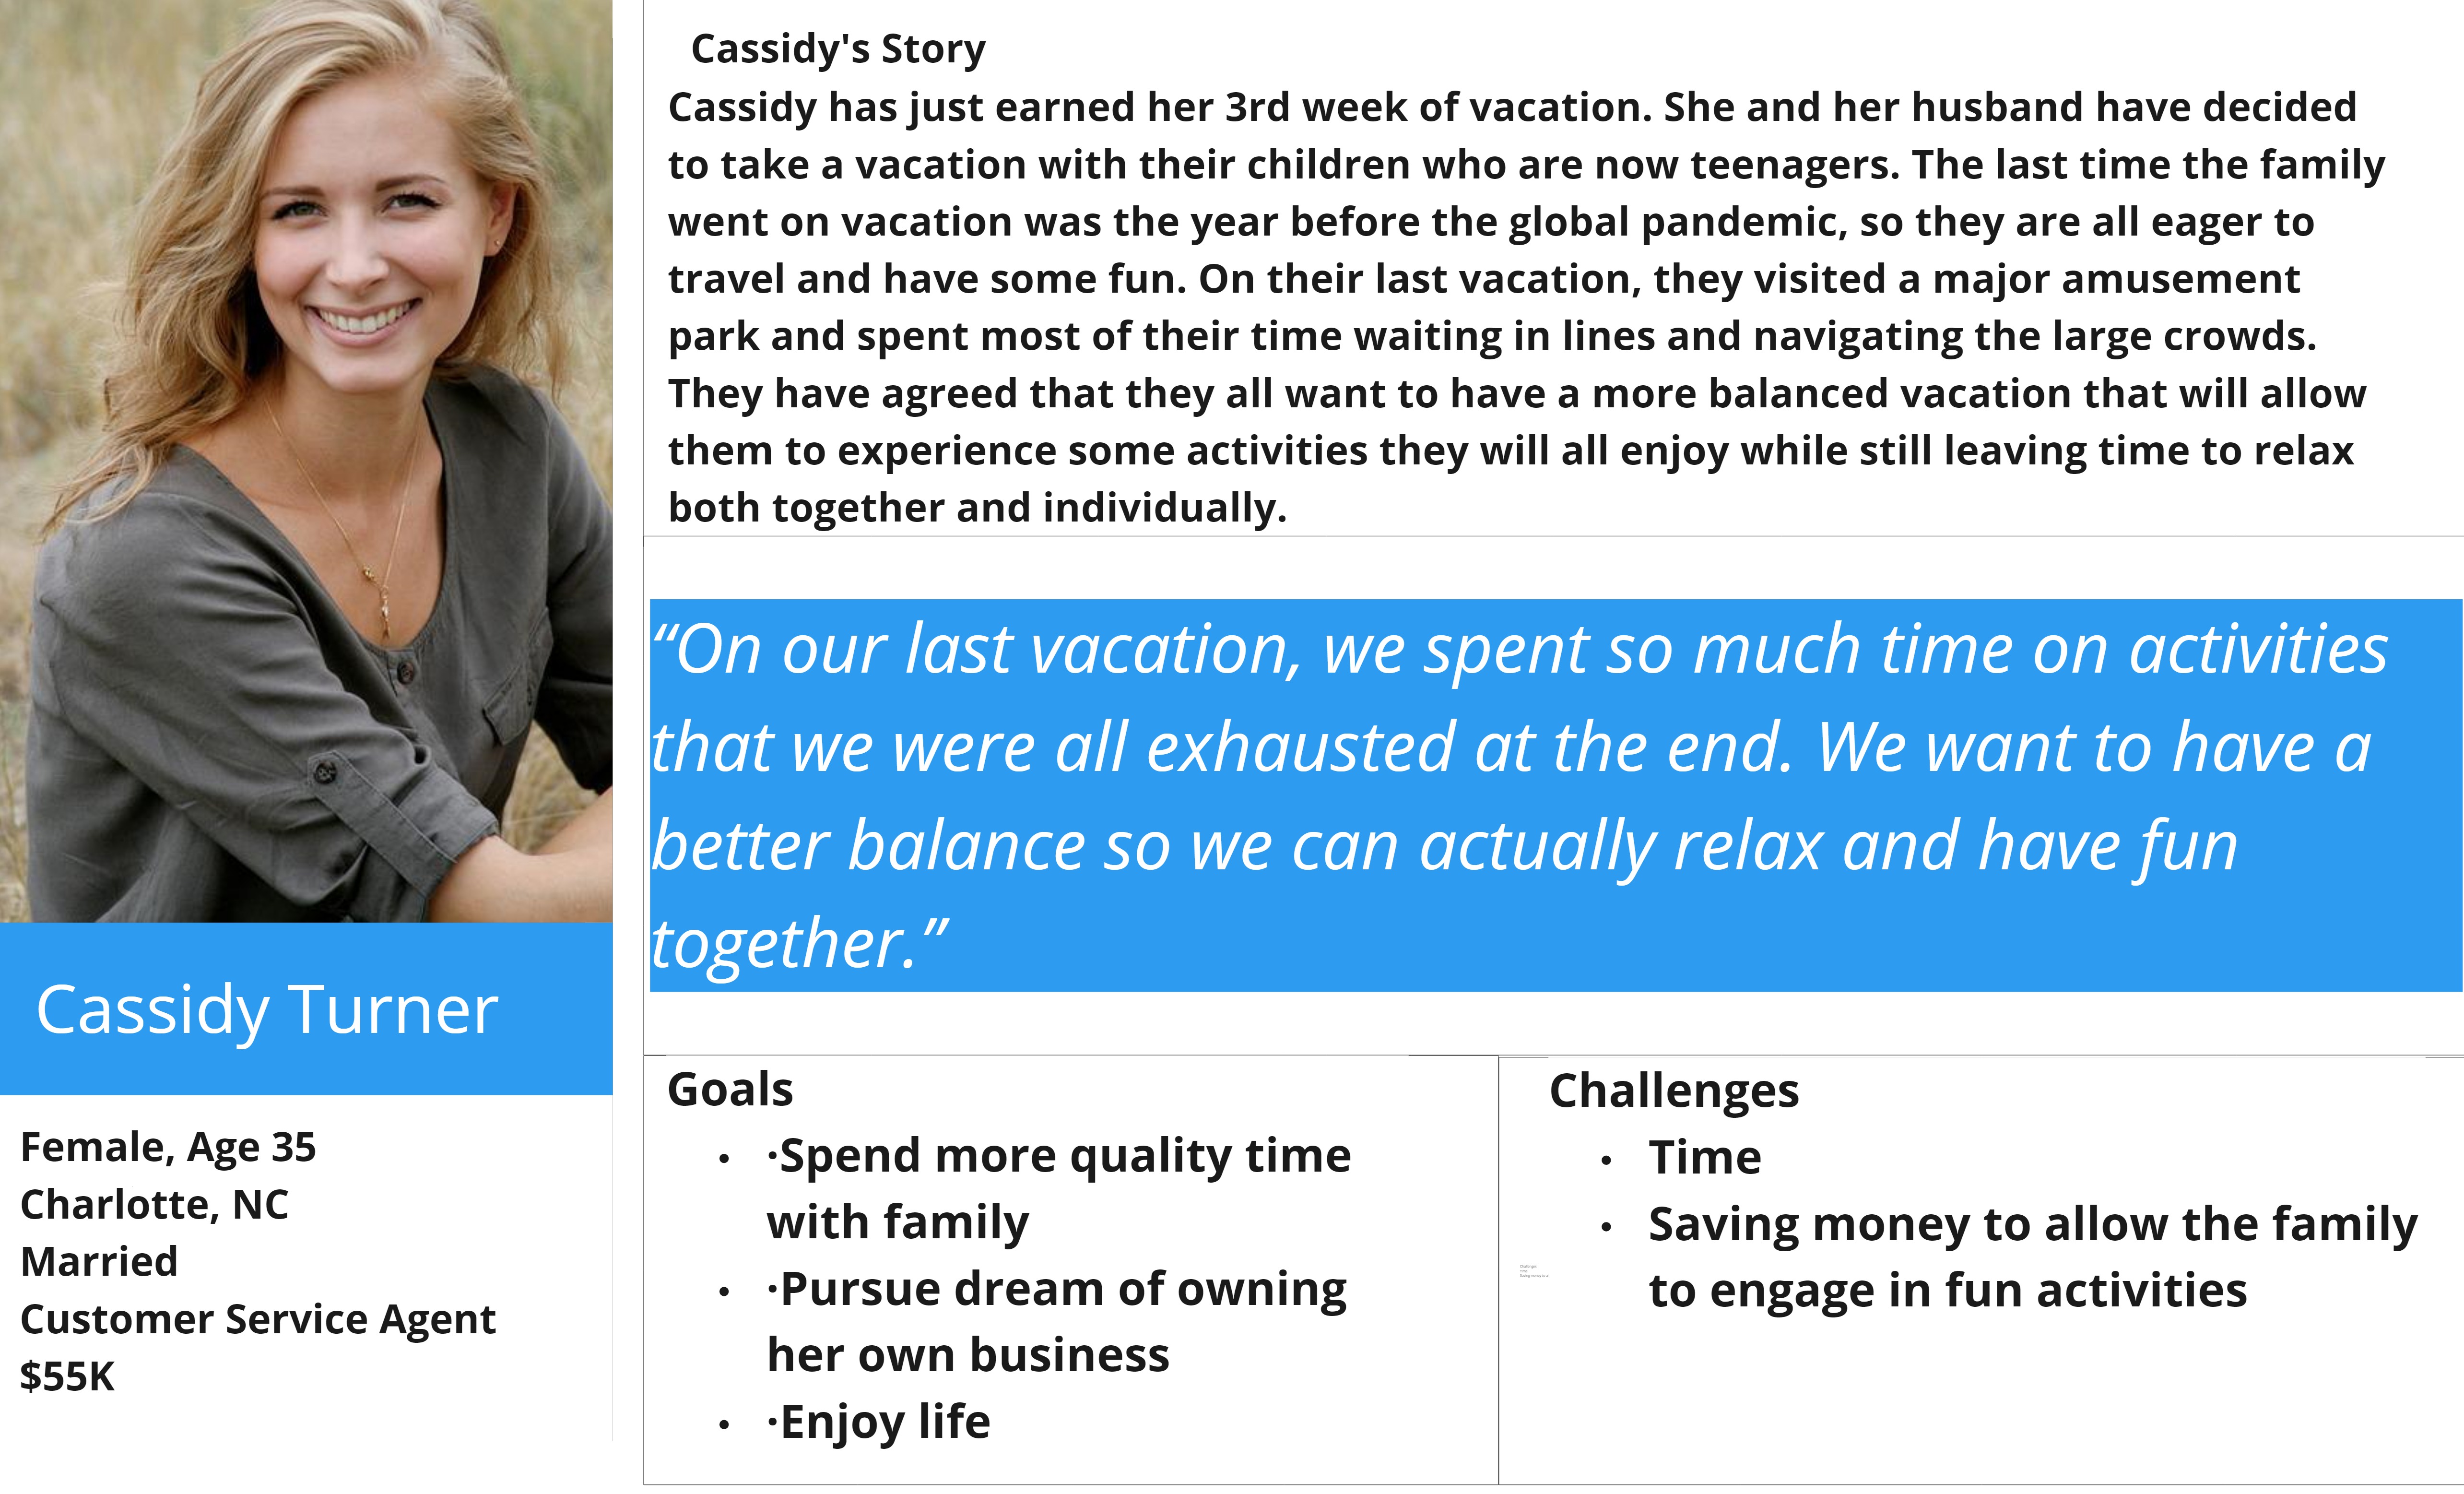 Cassidy's Story
Cassidy has just earned her 3rd week of vacation. She and her husband have decided
to take a vacation with their children who are now teenagers. The last time the family
went on vacation was the year before the global pandemic, so they are all eager to
travel and have some fun. On their last vacation, they visited a major amusement
park and spent most of their time waiting in lines and navigating the large crowds.
They have agreed that they all want to have a more balanced vacation that will allow
them to experience some activities they will all enjoy while still leaving time to relax
both together and individually.
“On our last vacation, we spent so much time on activities
that we were all exhausted at the end. We want to have a
better balance so we can actually relax and have fun
together.”
Cassidy Turner
Female, Age 35
Charlotte, NC
Married
Customer Service Agent
$55K
Goals
• ·Spend more quality time
with family
• ·Pursue dream of owning
her own business
• ·Enjoy life
Challenges
• Time
• Saving money to allow the family
to engage in fun activities
Challenges
Time